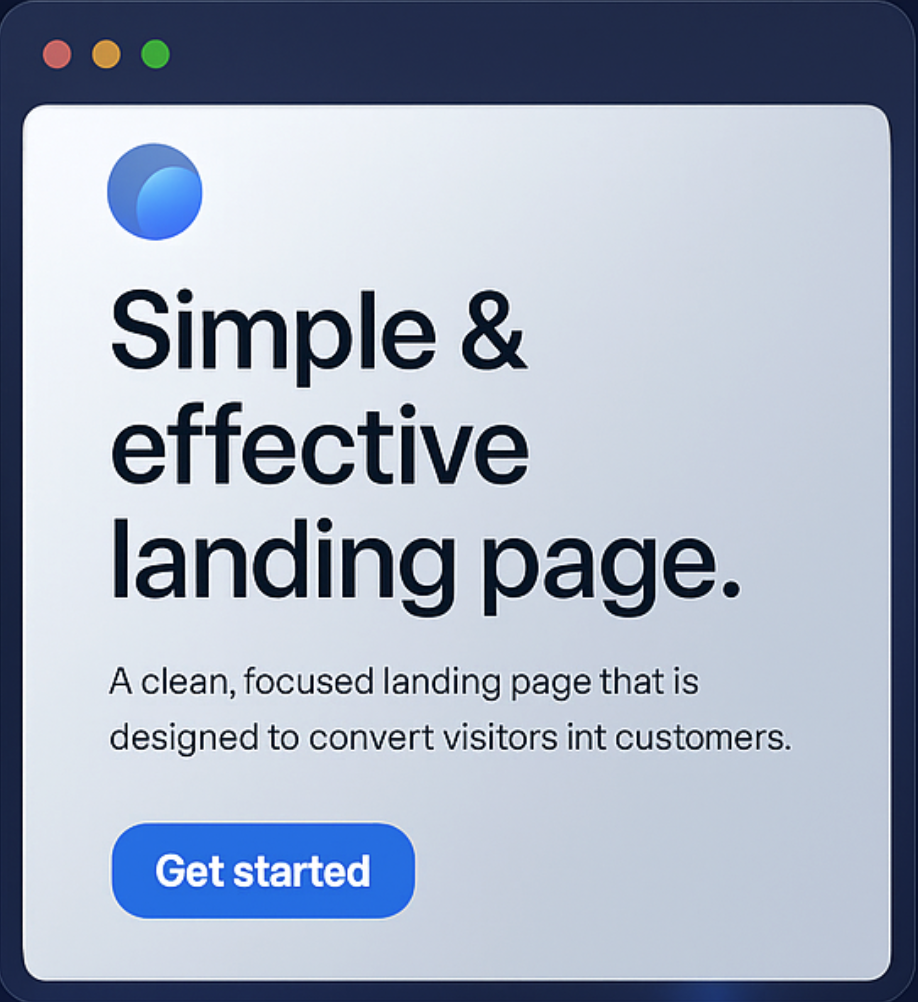 Simple &
effective
landing page.
A clean, focused landing page that is
designed to convert visitors int customers.
Get started